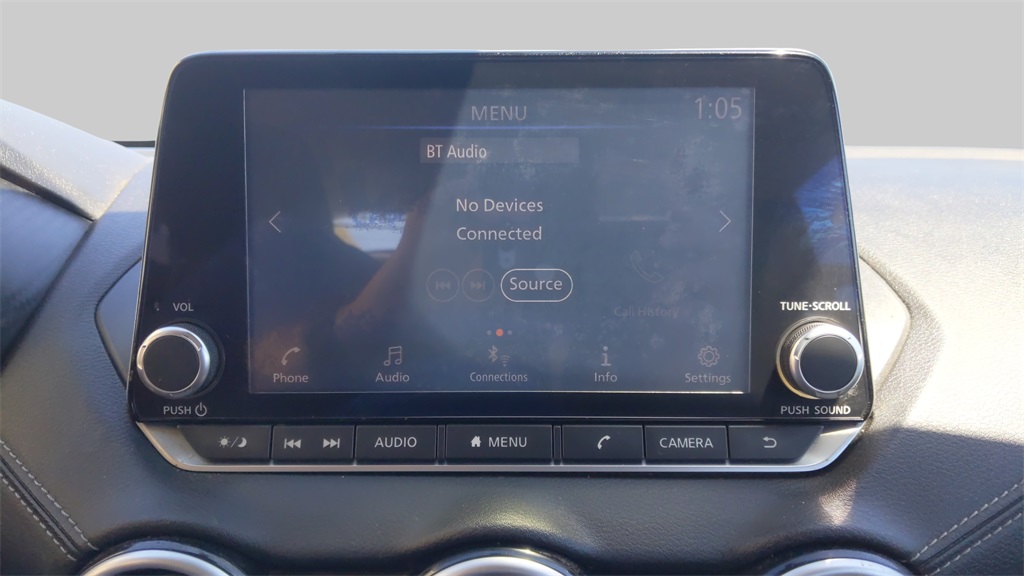 MENU
1:05
BT Audio
No Devices
Connected
Source
Call History
VOL
TUNE·SCROLL
Phone
Audio
Connections
Info
Settings
PUSH
PUSH SOUND
AUDIO
MENU
CAMERA